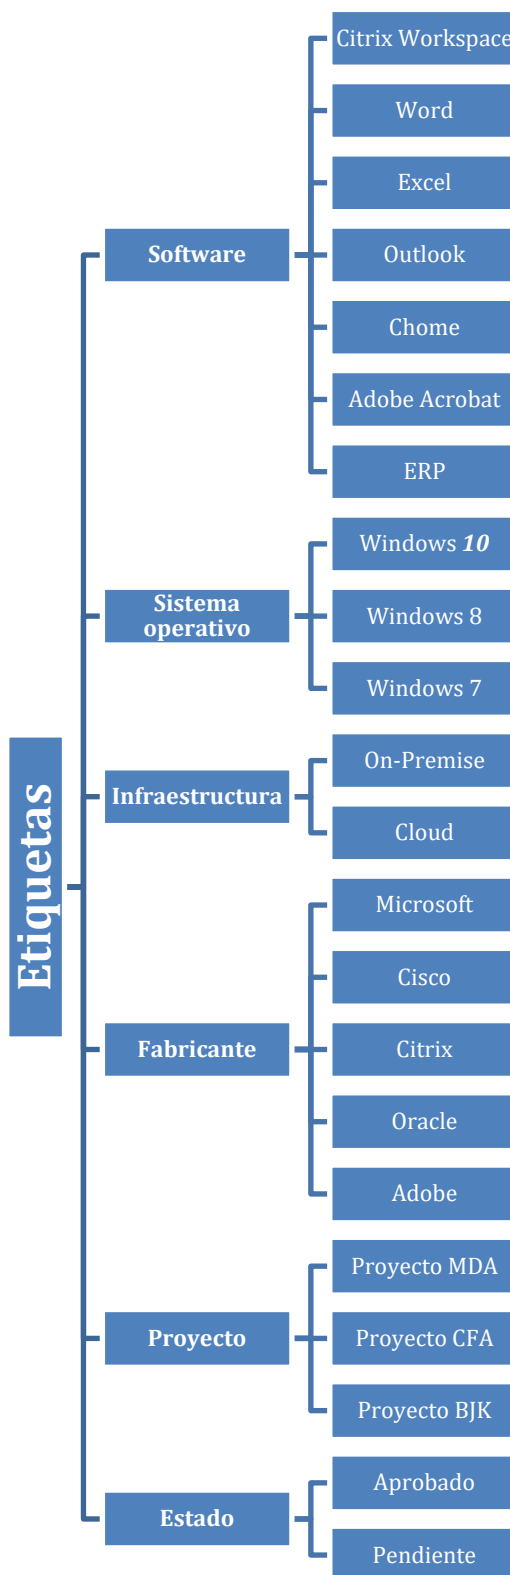 Etiquetas
Software
Citrix Workspace
Word
Excel
Outlook
Chome
Adobe Acrobat
ERP
Sistema
operativo
Windows 10
Windows 8
Windows 7
Infraestructura
On-Premise
Cloud
Fabricante
Microsoft
Cisco
Citrix
Oracle
Adobe
Proyecto
Proyecto MDA
Proyecto CFA
Proyecto BJK
Estado
Aprobado
Pendiente